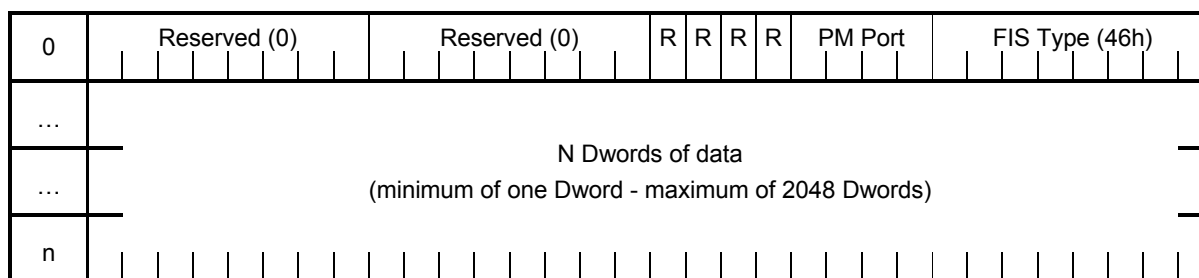 0 Reserved (0) Reserved (0) R R R R PM Port FIS Type (46h)
…
N Dwords of data
… (minimum of one Dword - maximum of 2048 Dwords)
n